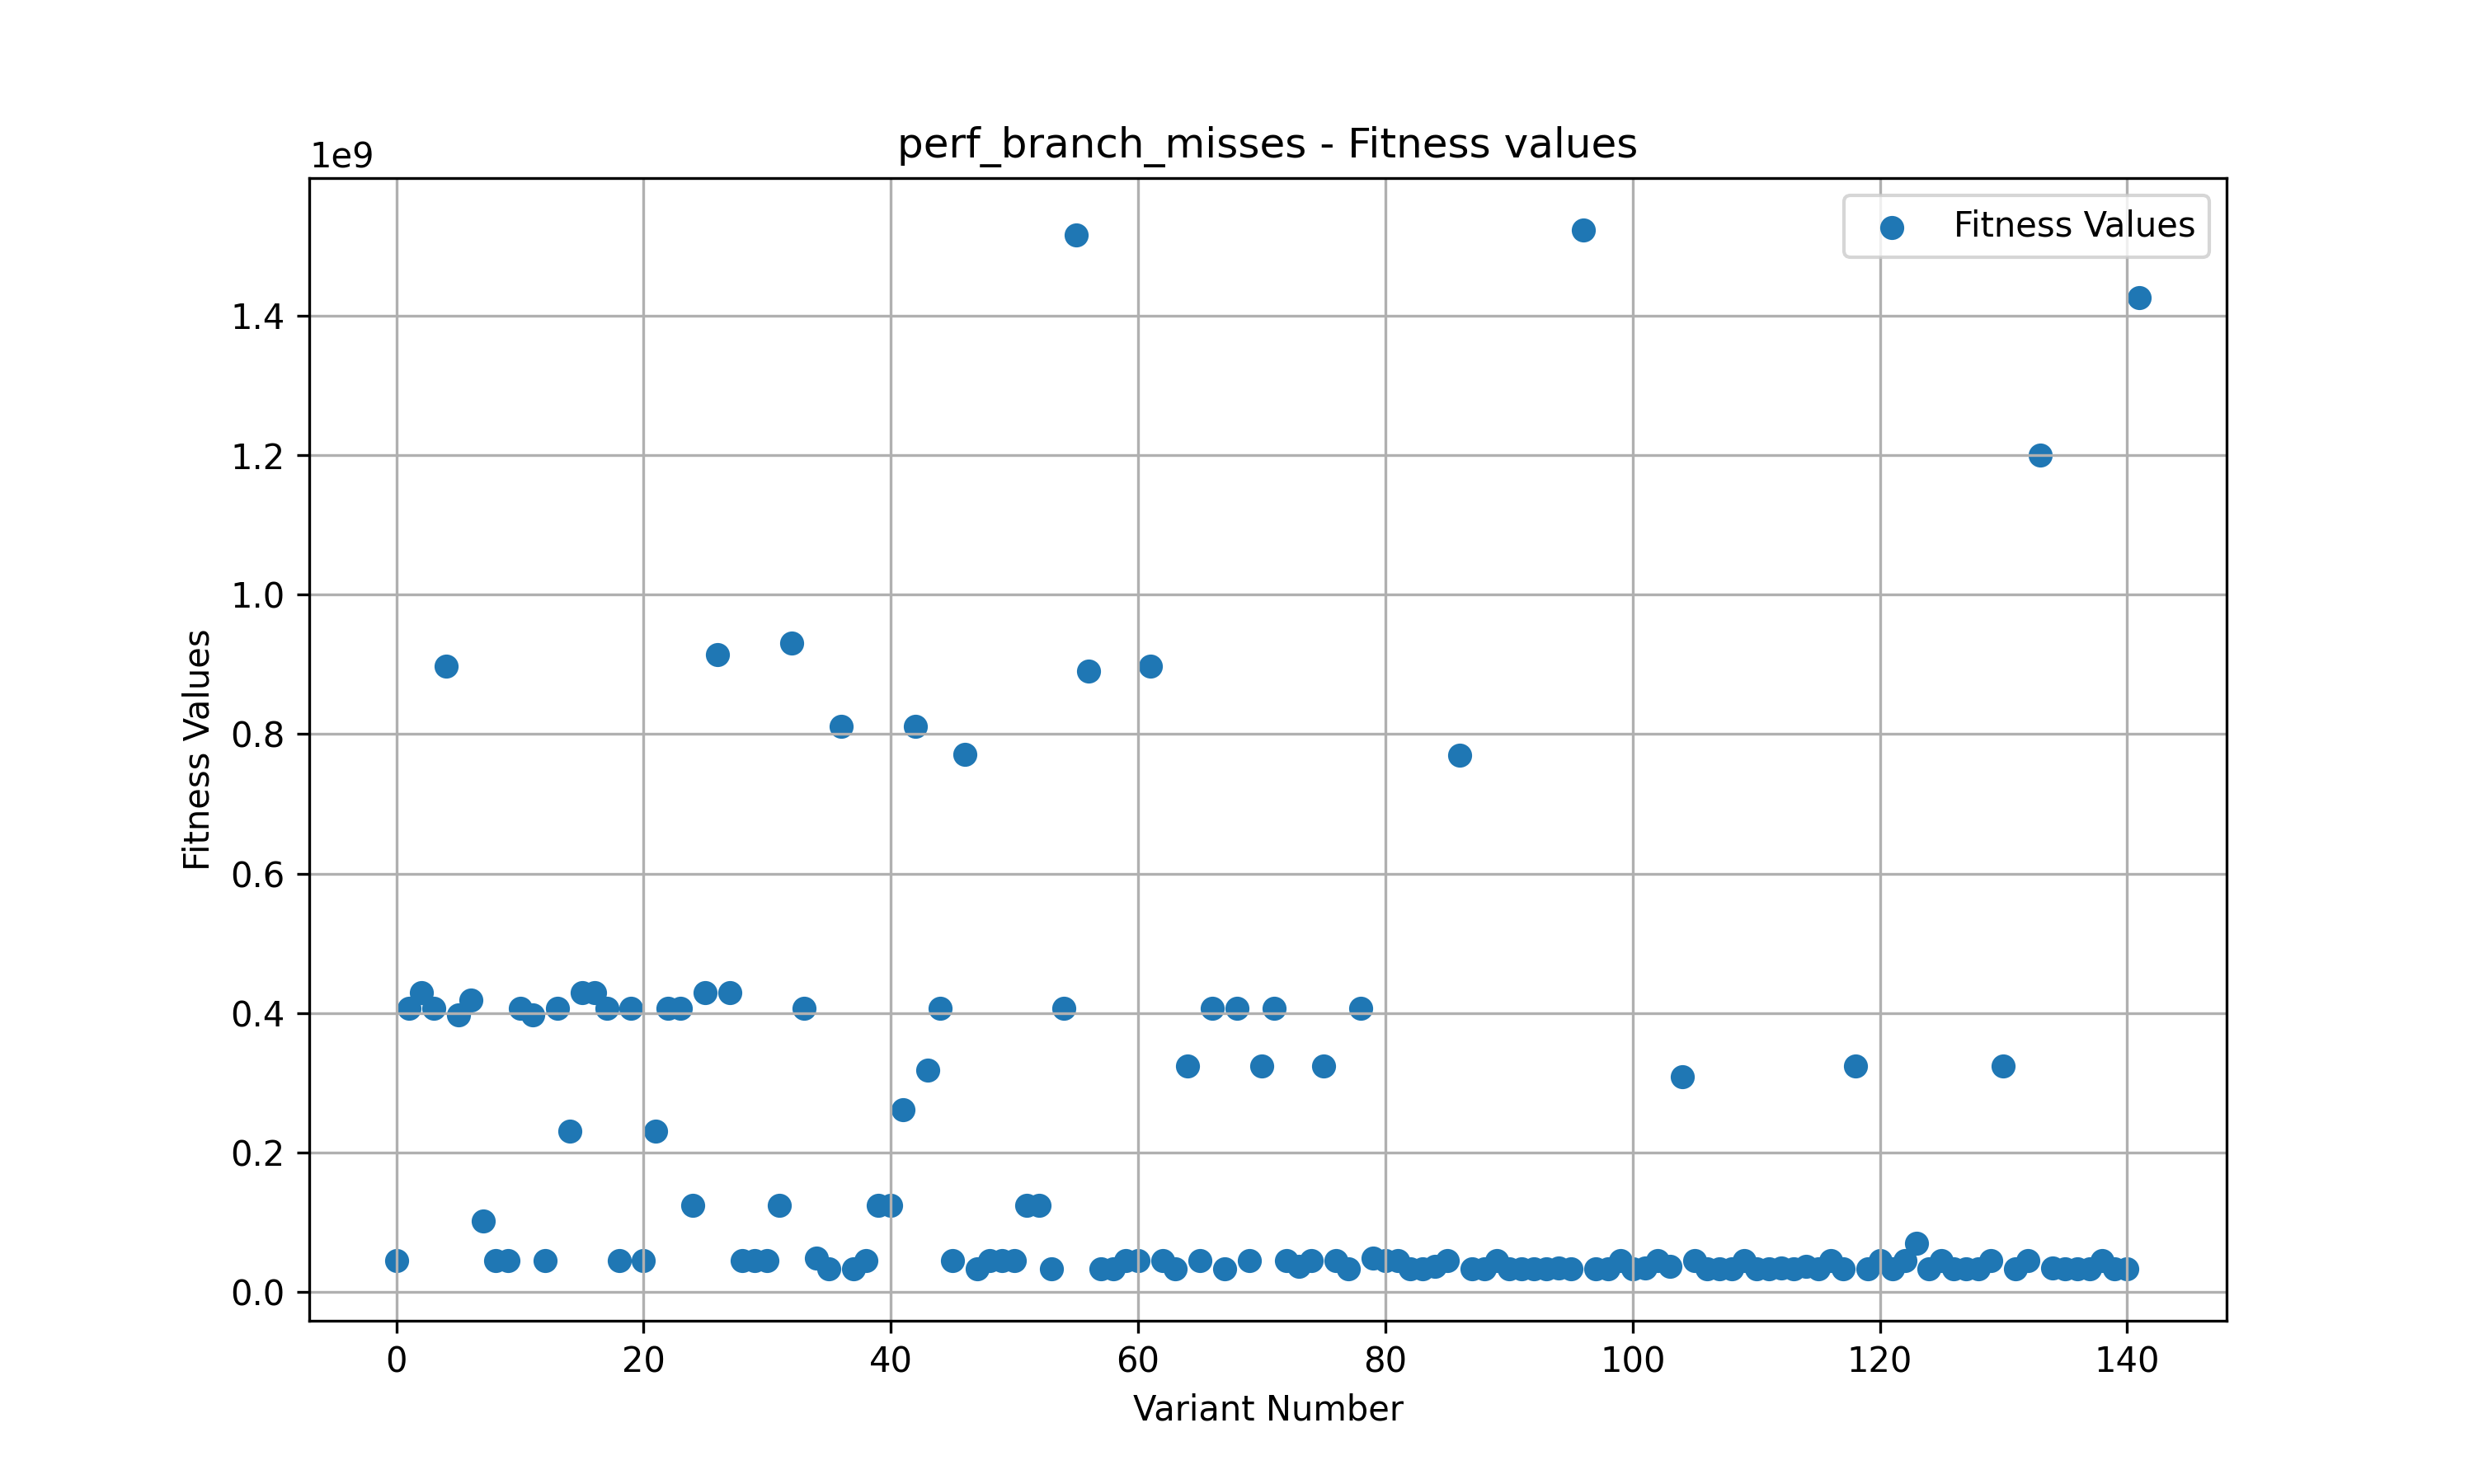 perf_branch_misses - Fitness values
1e9
Fitness Values
1.4
1.2
1.0
0.8
0.6
0.4
0.2
0.0
Fitness Values
0 20 40 60 80 100 120 140
Variant Number